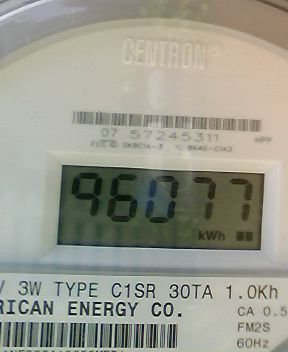 CENTRON®
07 57245311
96077
kWh
3W TYPE C1SR 30TA 1.0Kh
RICAN ENERGY CO.
CA 0.5
FM2S
60Hz